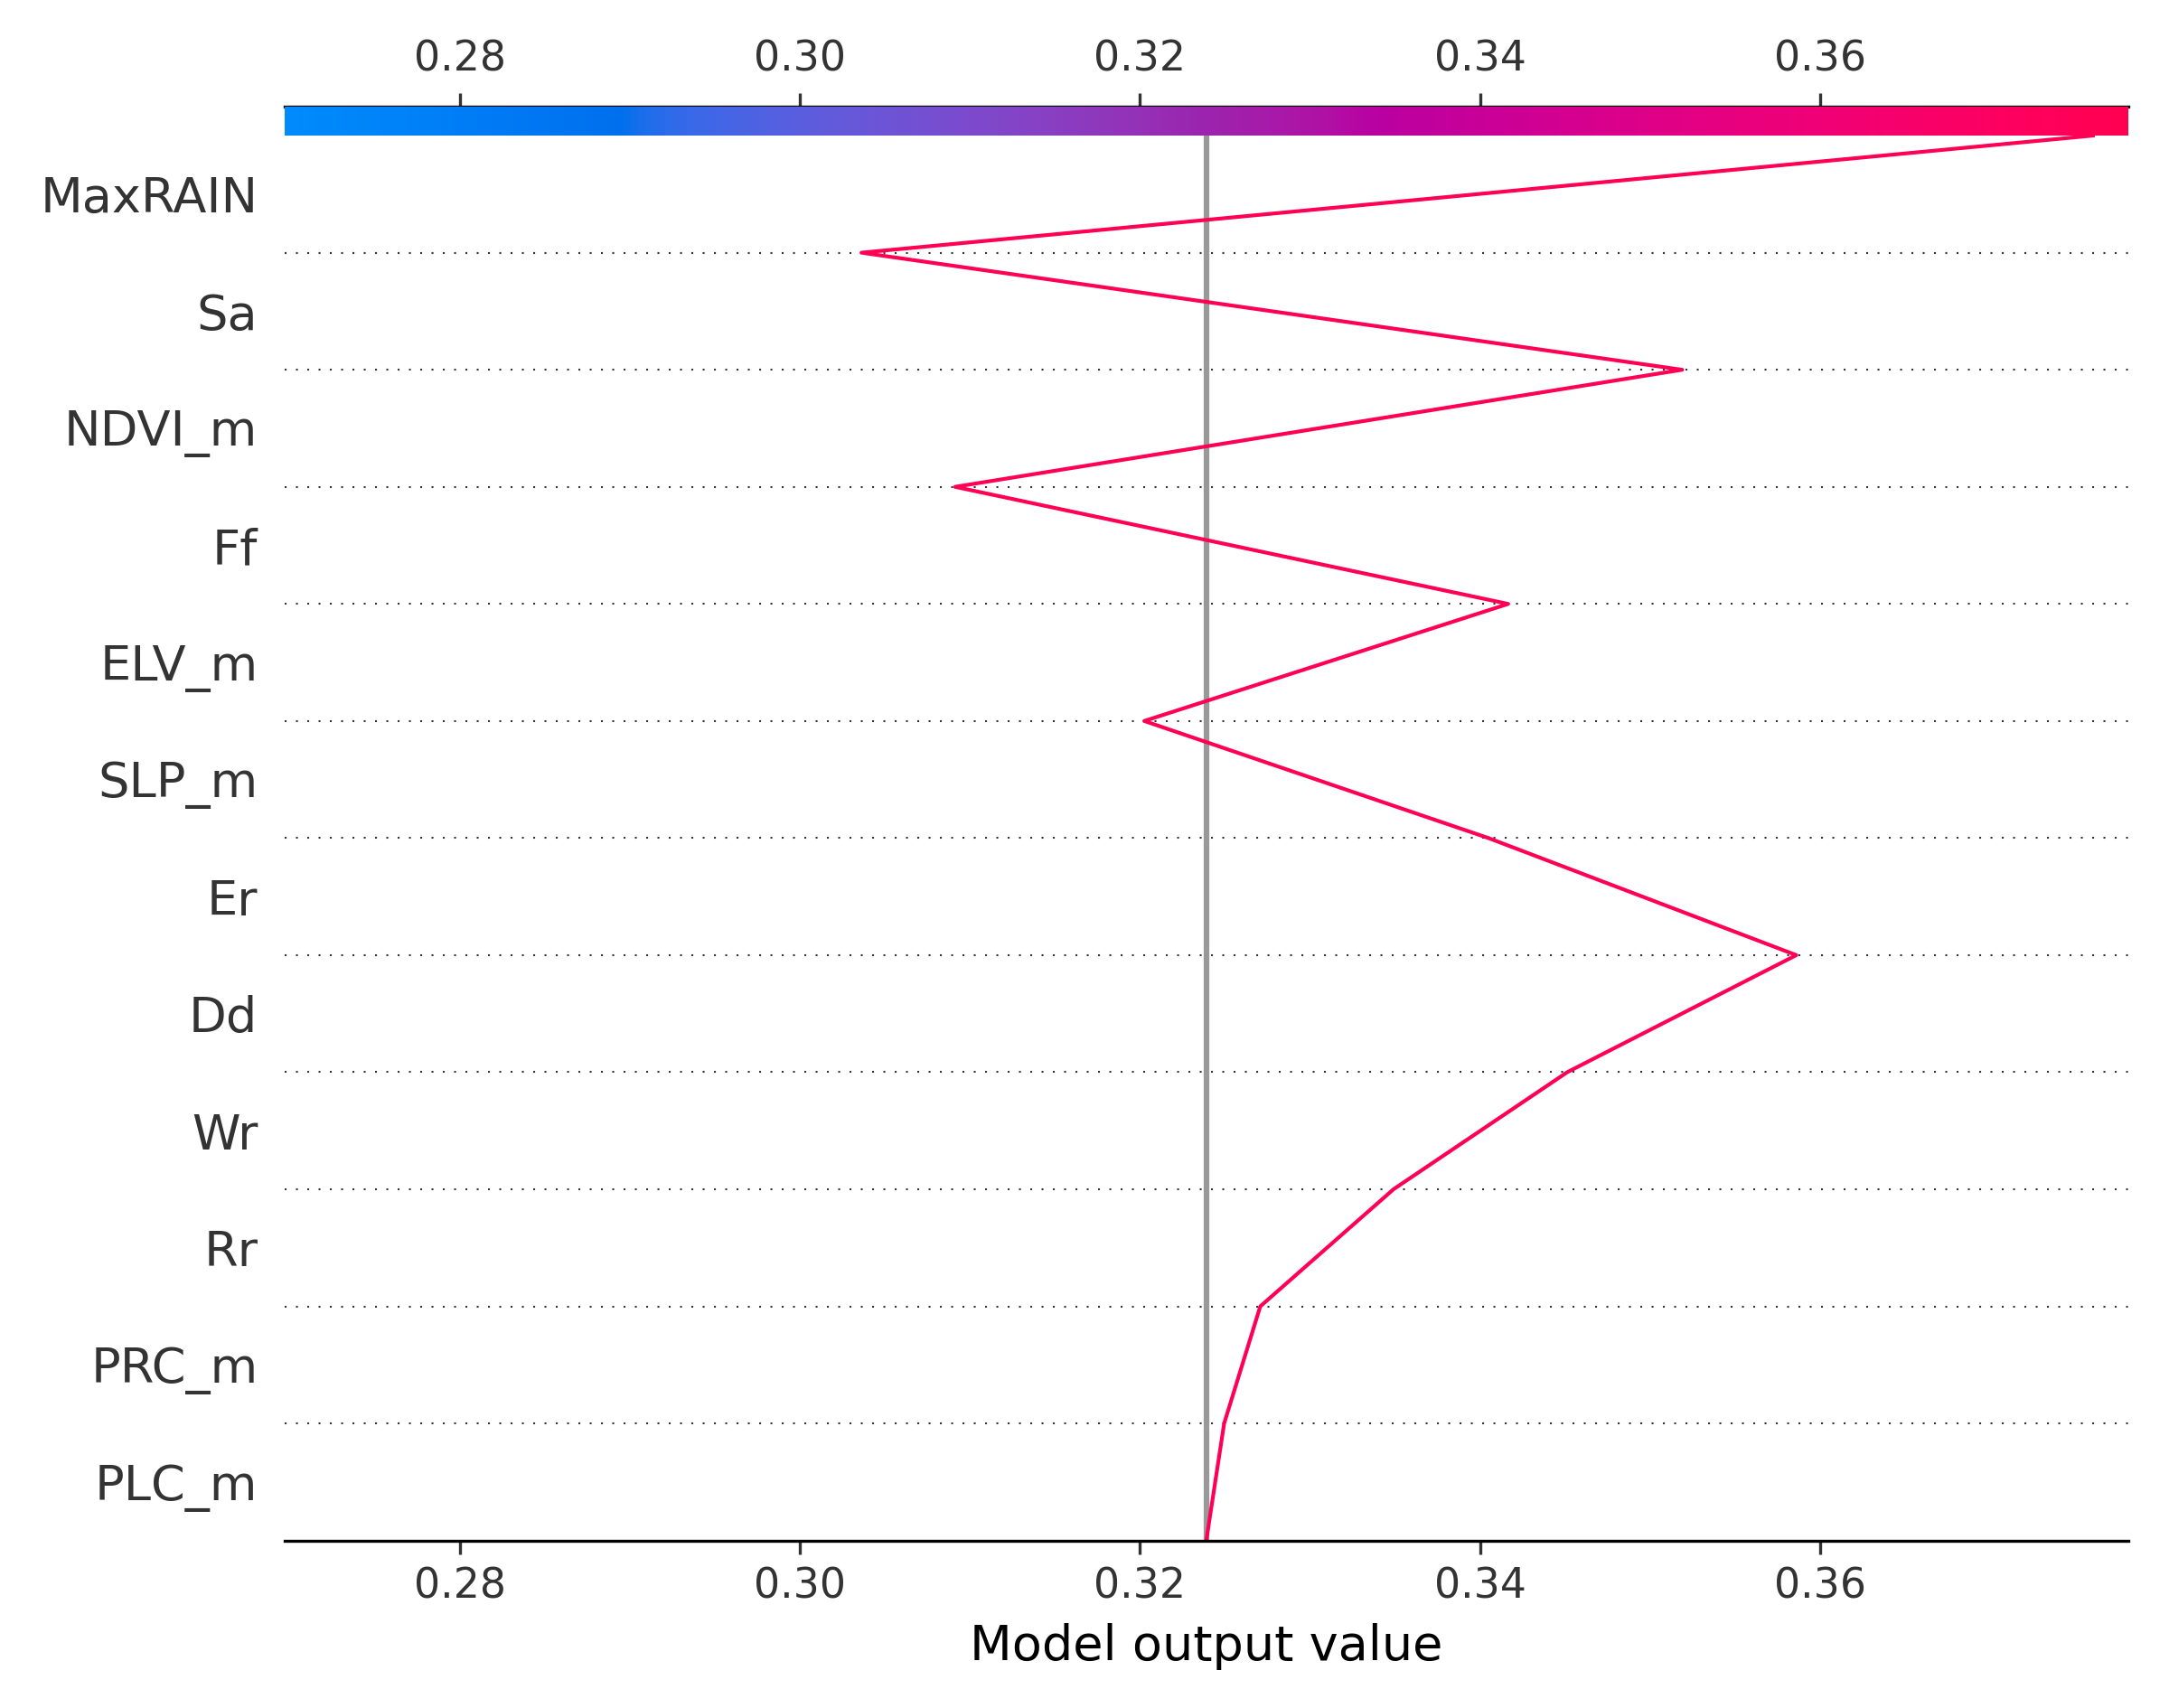 0.28 0.30 0.32 0.34 0.36
MaxRAIN
Sa
NDVI_m
Ff
ELV_m
SLP_m
Er
Dd
Wr
Rr
PRC_m
PLC_m
0.28 0.30 0.32 0.34 0.36
Model output value